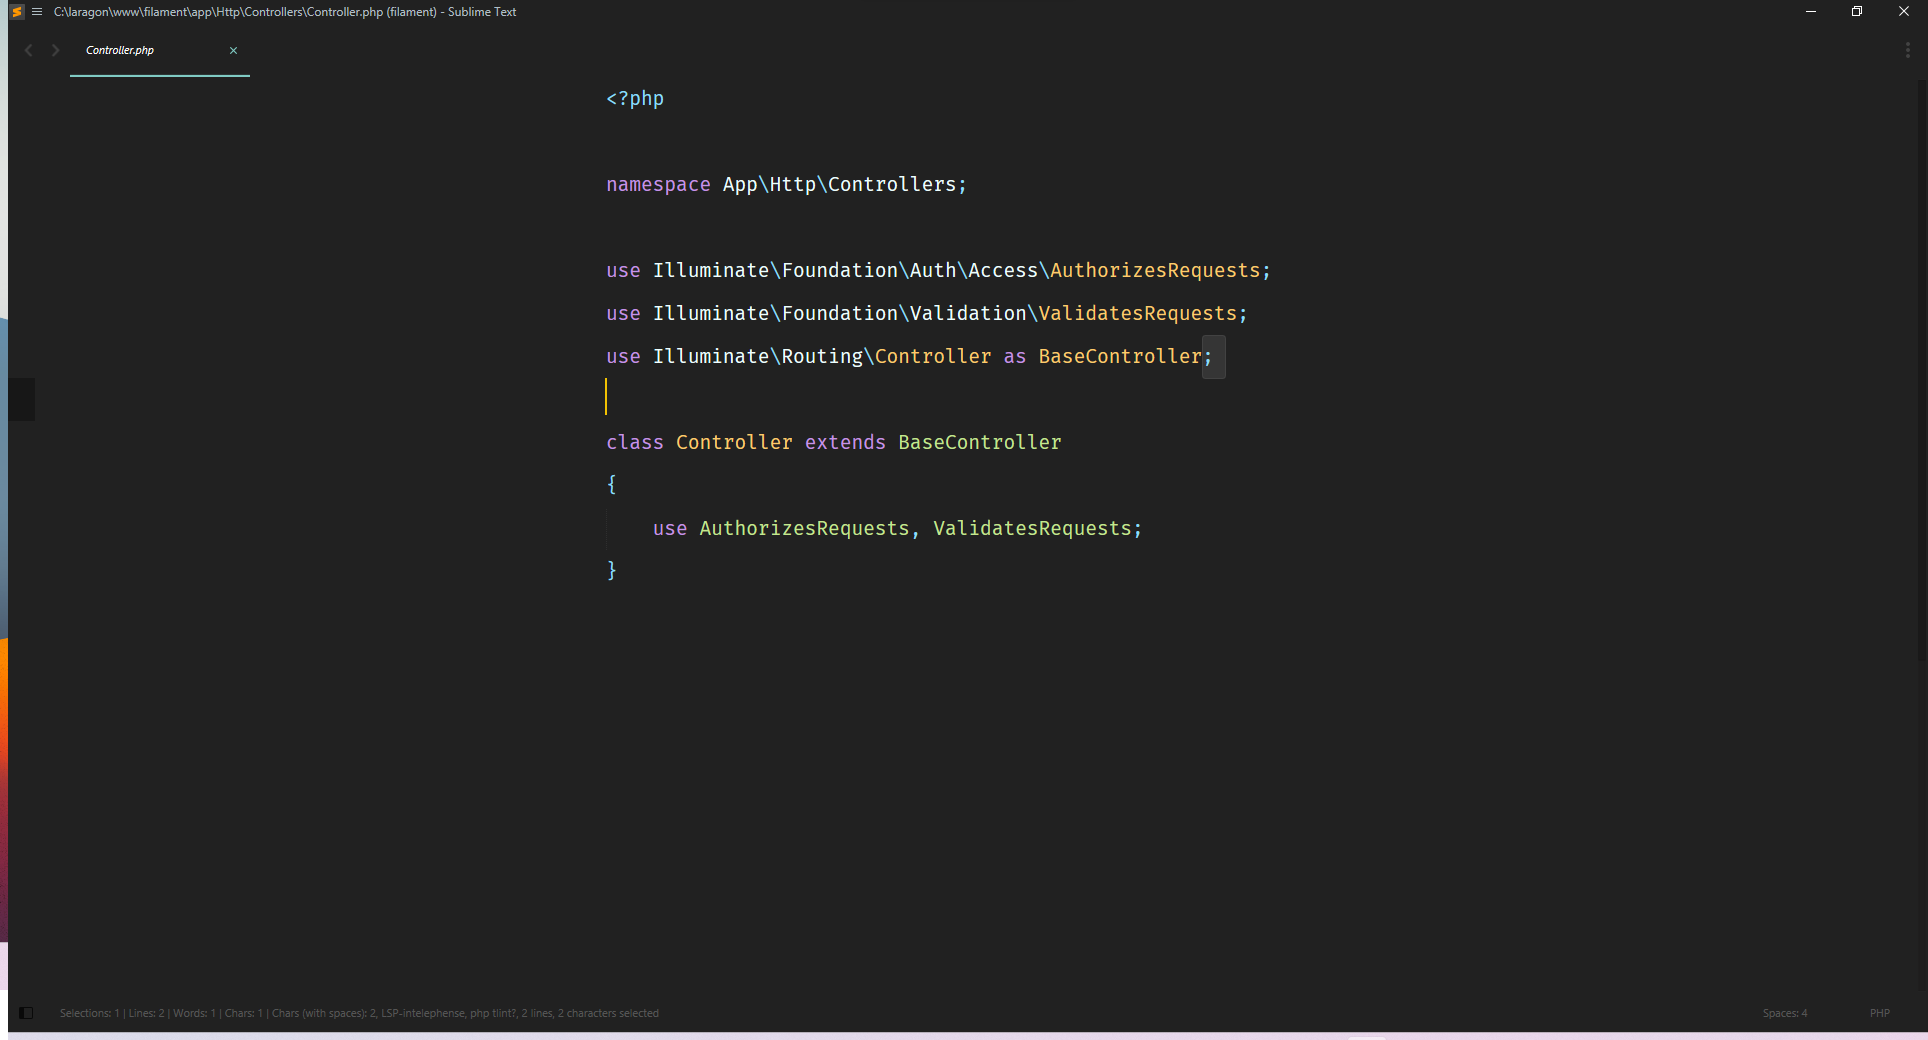 C:\laragon\www\filament\app\Http\Controllers\Controller.php (filament) - Sublime Text
Controller.php
<?php
namespace App\Http\Controllers;
use Illuminate\Foundation\Auth\Access\AuthorizesRequests;
use Illuminate\Foundation\Validation\ValidatesRequests;
use Illuminate\Routing\Controller as BaseController;
class Controller extends BaseController
{
    use AuthorizesRequests, ValidatesRequests;
}
Selections: 1 | Lines: 2 | Words: 1 | Chars: 1 | Chars (with spaces): 2, LSP-intelephense, php tlint?, 2 lines, 2 characters selected
Spaces: 4
PHP